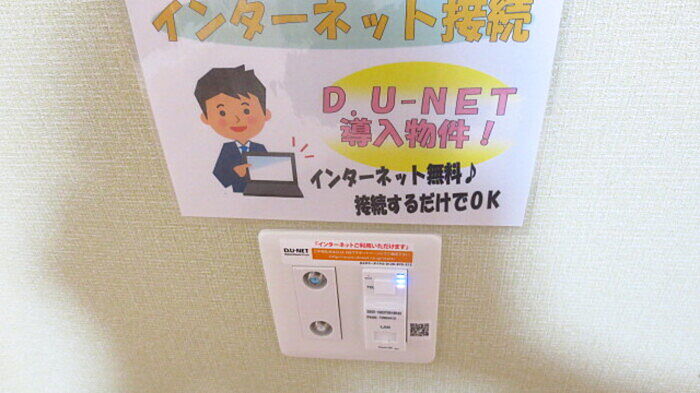 インターネット接続
D.U-NET
導入物件！
インターネット無料♪
接続するだけでOK
D.U-NET
「インターネットご利用いただけます」
TEL
LAN